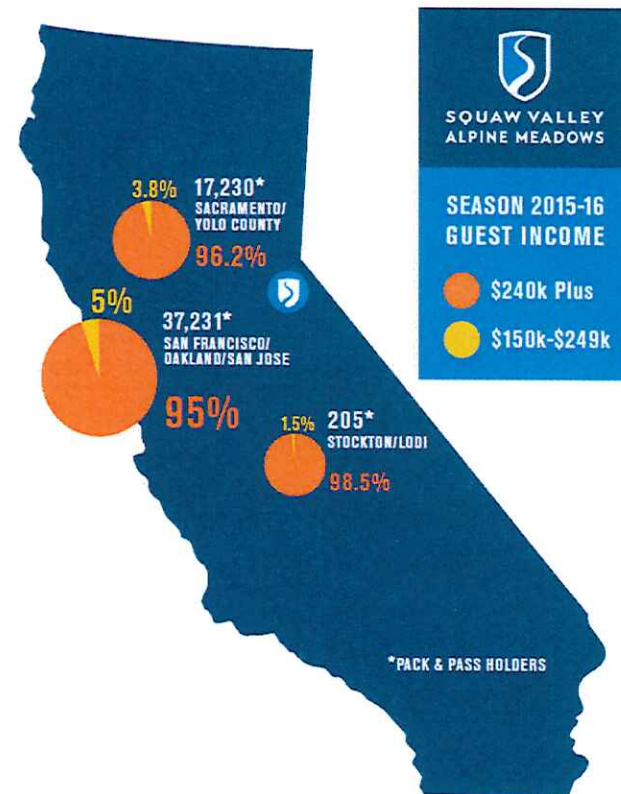 SQUAW VALLEY
ALPINE MEADOWS
SEASON 2015-16
GUEST INCOME
$240k Plus
$150k-$249k
3.8%
17,230*
SACRAMENTO/
YOLO COUNTY
96.2%
5%
37,231*
SAN FRANCISCO/
OAKLAND/SAN JOSE
95%
1.5%
205*
STOCKTON/LODI
98.5%
*PACK & PASS HOLDERS